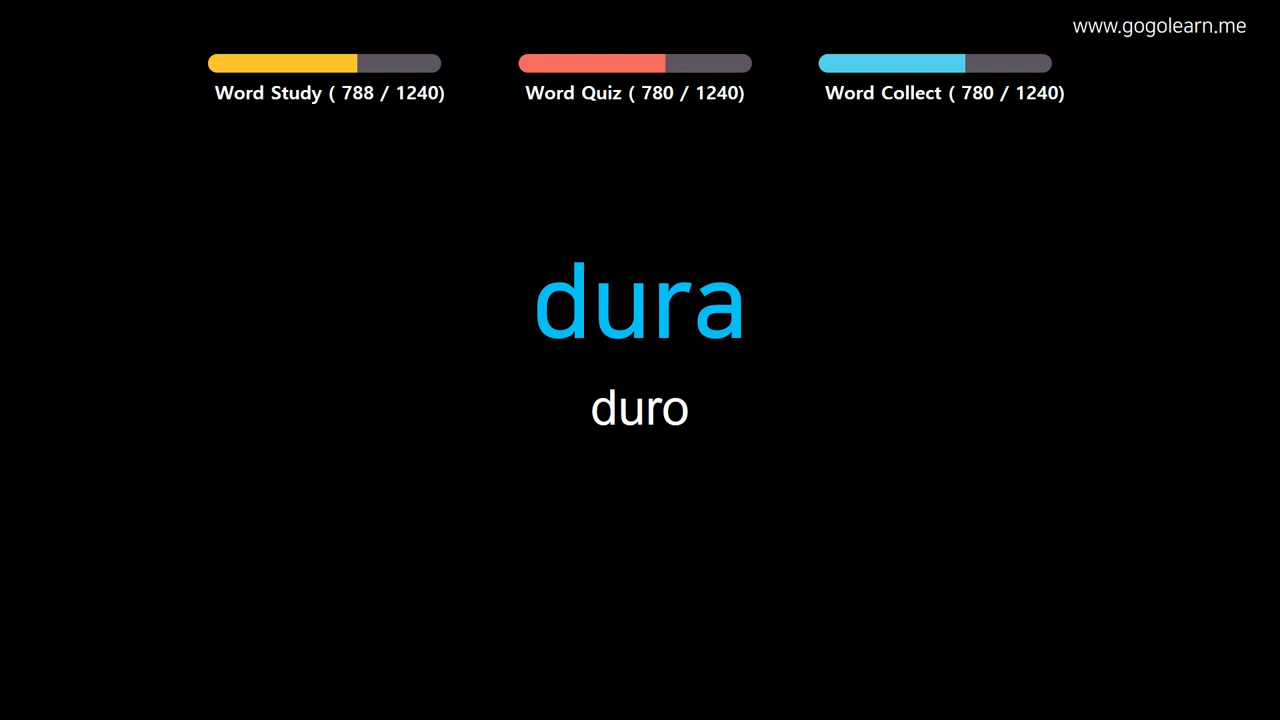 www.gogolearn.me
Word Study ( 788 / 1240)
Word Quiz ( 780 / 1240)
Word Collect ( 780 / 1240)
dura
duro